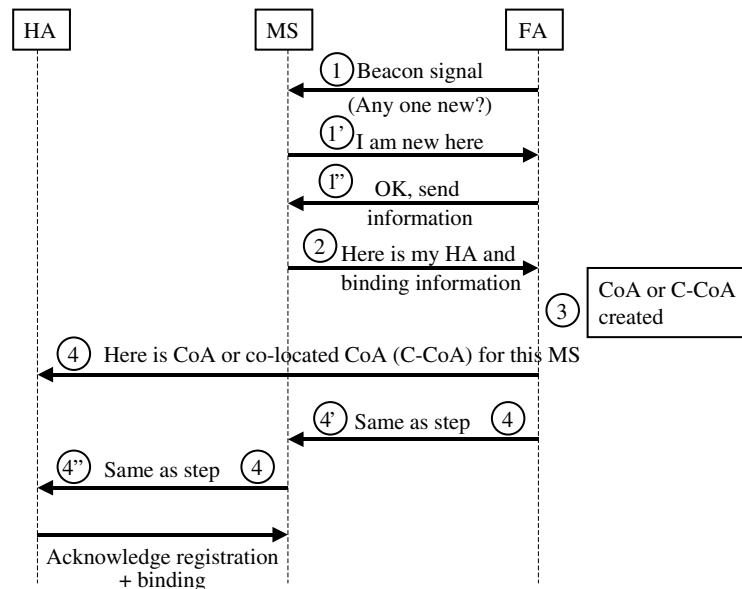 HA
MS
FA
1 Beacon signal
(Any one new?)
1’ I am new here
1” OK, send
information
2 Here is my HA and
binding information
3 CoA or C-CoA
created
4 Here is CoA or co-located CoA (C-CoA) for this MS
4’ Same as step 4
4” Same as step 4
Acknowledge registration
+ binding